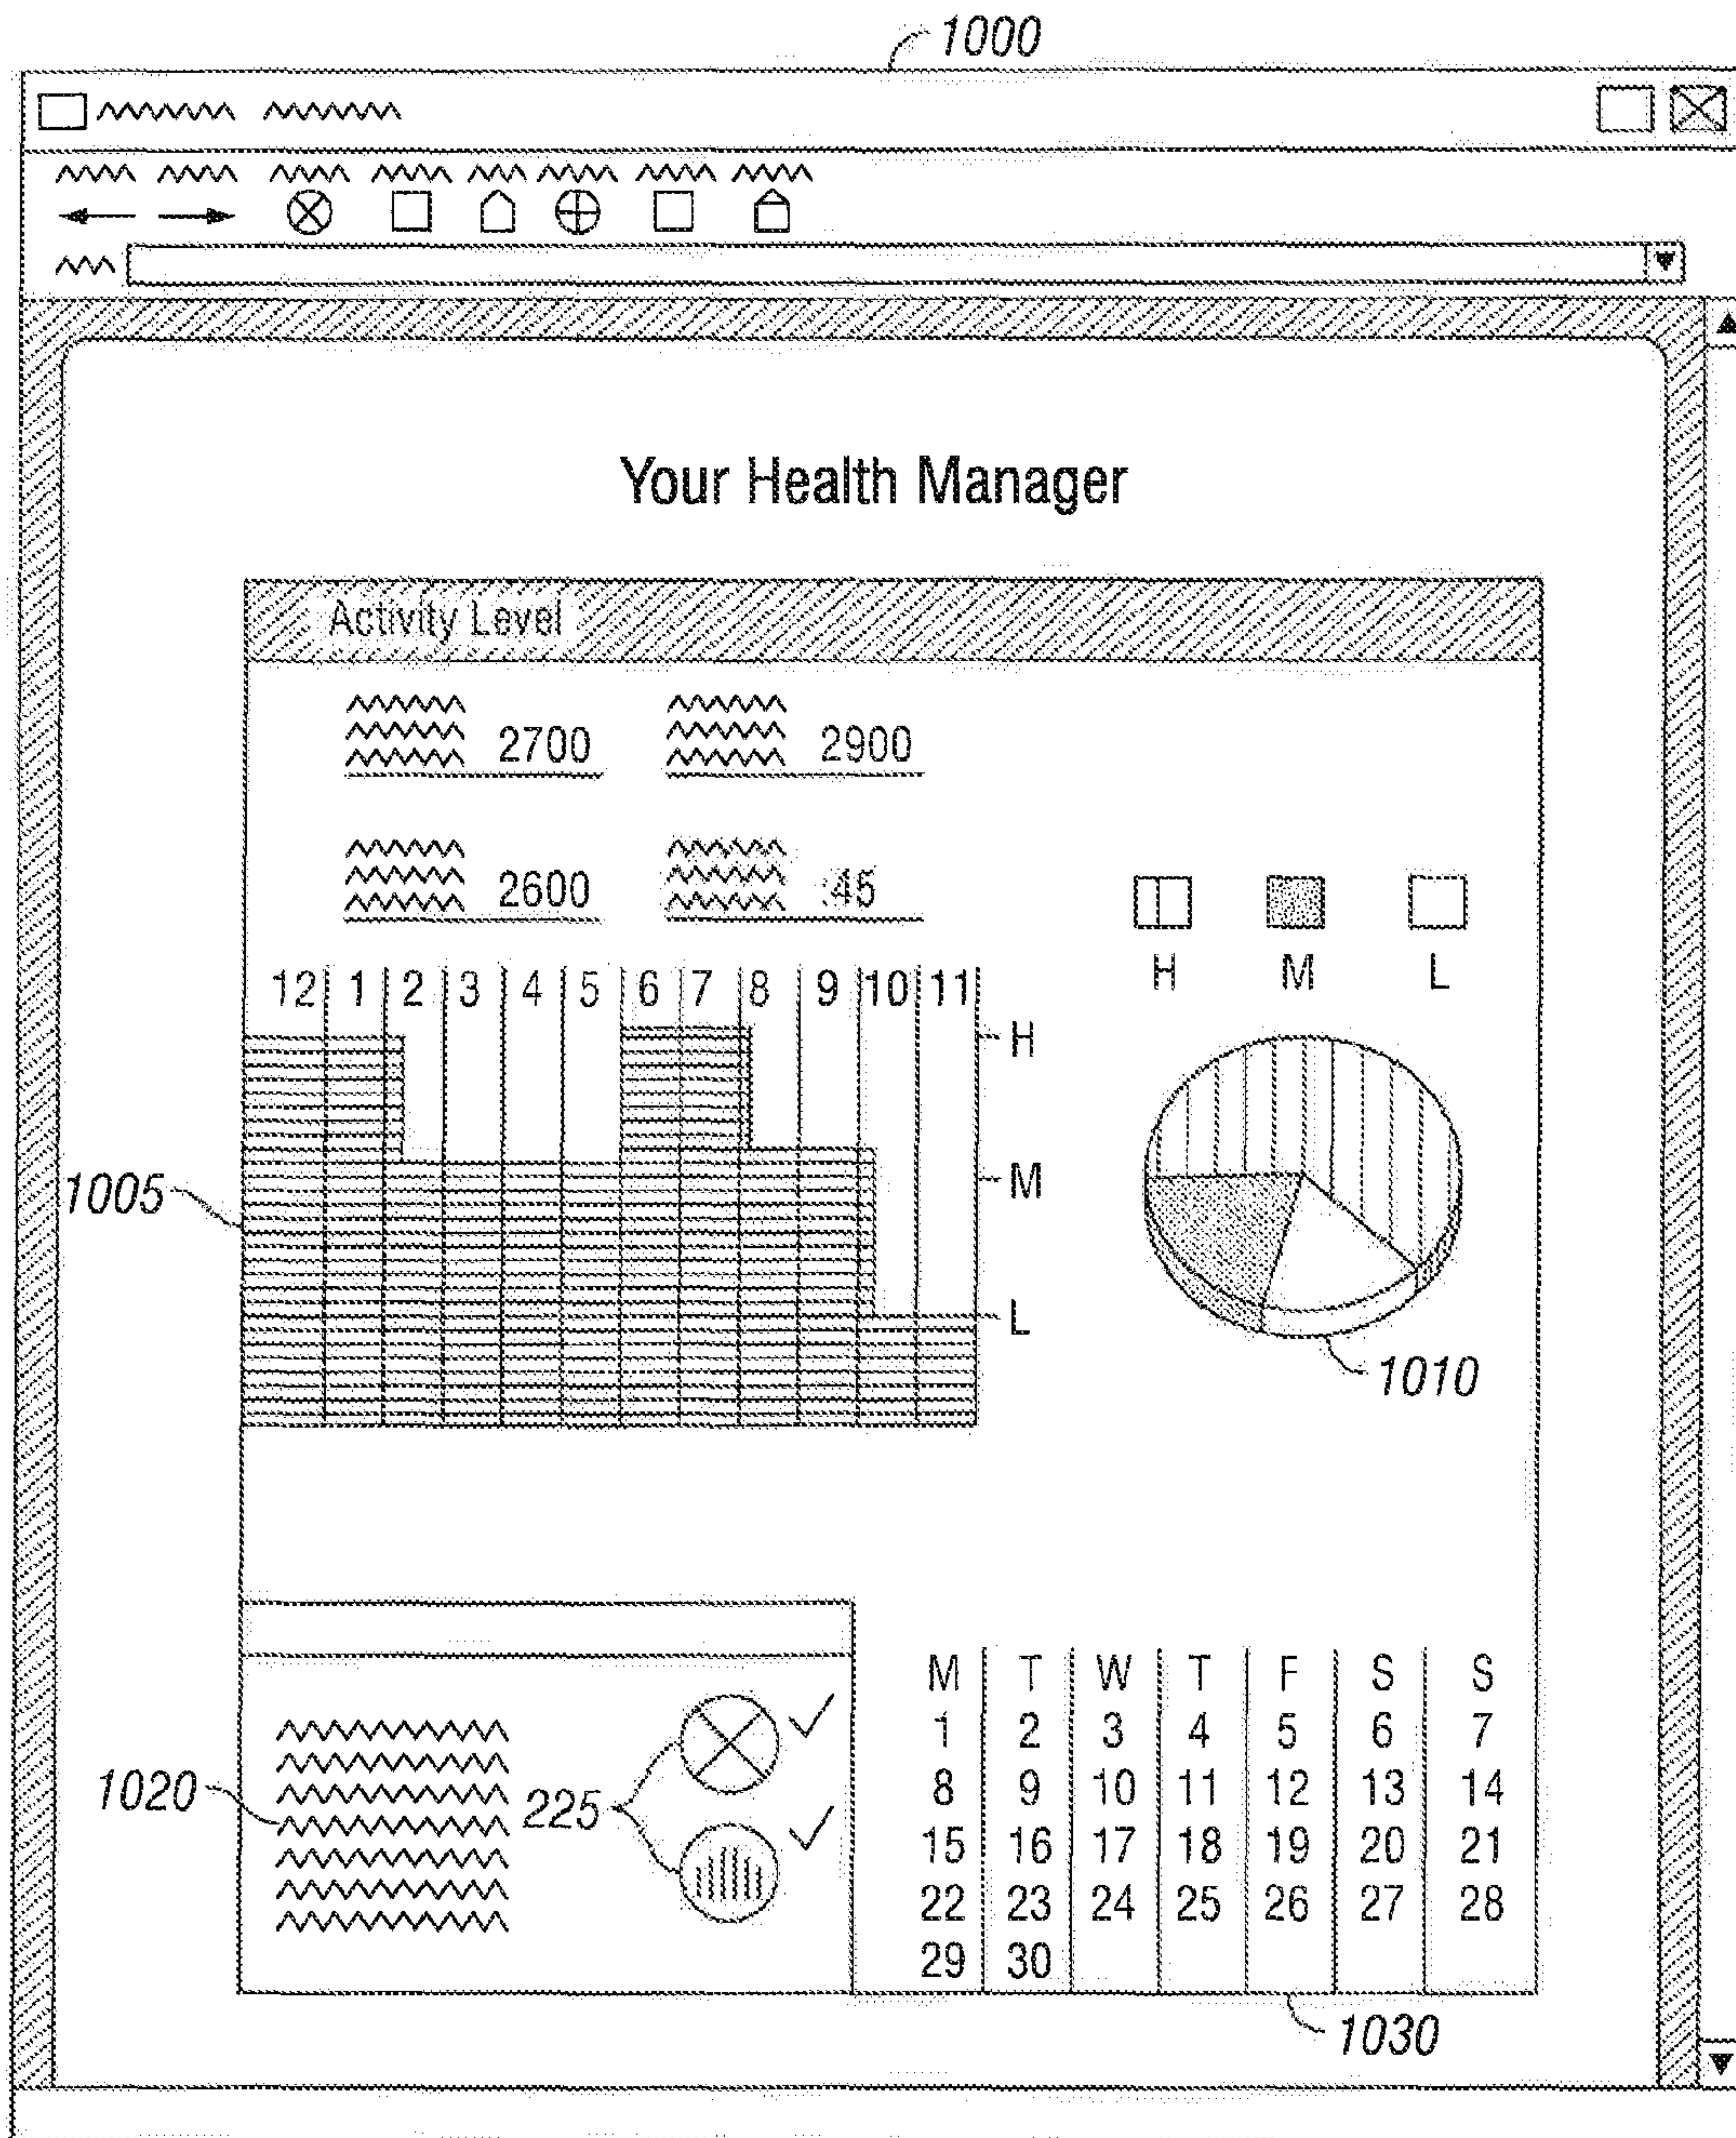 1000
Your Health Manager
Activity Level
2700 2900
2600 :45
H M L
12 1 2 3 4 5 6 7 8 9 10 11
H
M
L
1005
1010
M T W T F S S
1 2 3 4 5 6 7
8 9 10 11 12 13 14
15 16 17 18 19 20 21
22 23 24 25 26 27 28
29 30
1020
225
1030